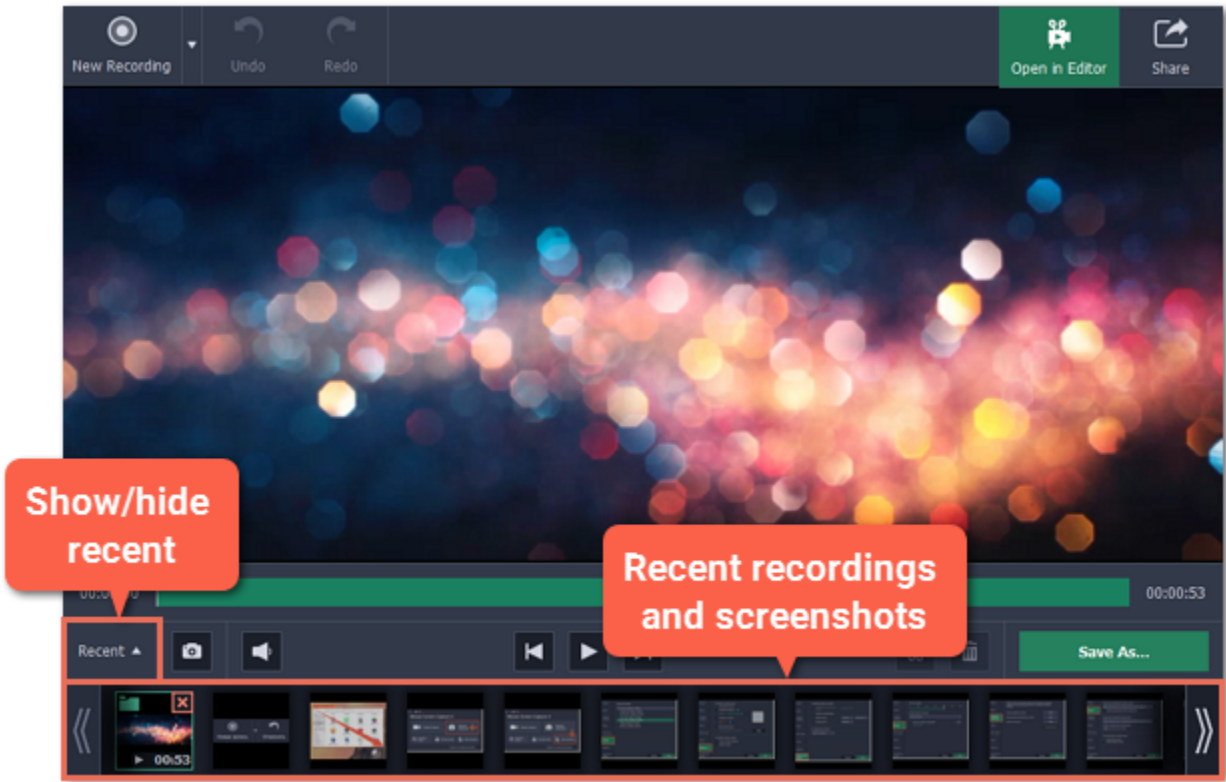 New Recording
Undo
Redo
Open in Editor
Share
Show/hide
recent
Recent recordings
and screenshots
00:00:53
Recent
Save As...
00:53